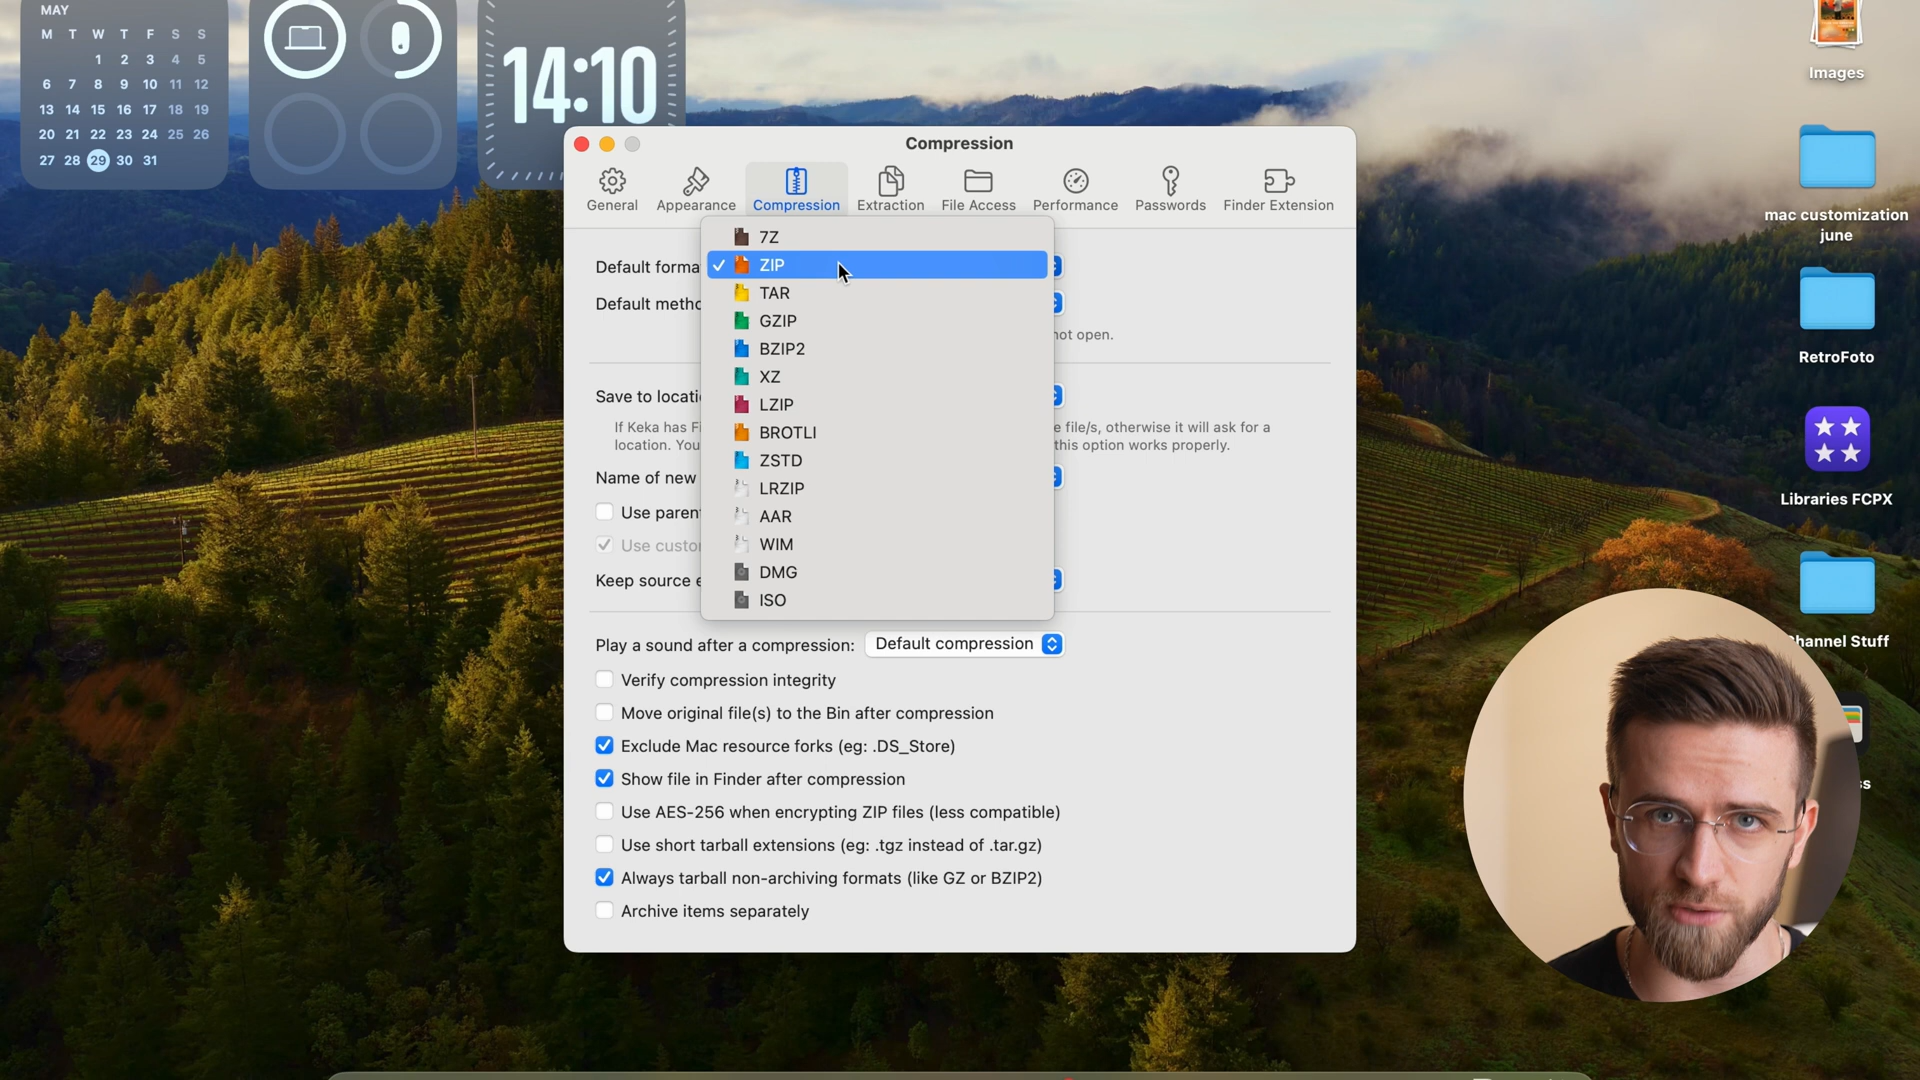 MAY
M T W T F S S
1 2 3 4 5
6 7 8 9 10 11 12
13 14 15 16 17 18 19
20 21 22 23 24 25 26
27 28 29 30 31
14:10
Compression
General Appearance Compression Extraction File Access Performance Passwords Finder Extension
7Z
Default forma
ZIP
TAR
Default metho
GZIP
not open.
BZIP2
XZ
Save to locati
LZIP
If Keka has Fi
e file/s, otherwise it will ask for a
BROTLI
location. You
this option works properly.
ZSTD
Name of new
LRZIP
Use paren
AAR
Use custo
WIM
Keep source e
DMG
ISO
Play a sound after a compression: Default compression
Verify compression integrity
Move original file(s) to the Bin after compression
Exclude Mac resource forks (eg: .DS_Store)
Show file in Finder after compression
Use AES-256 when encrypting ZIP files (less compatible)
Use short tarball extensions (eg: .tgz instead of .tar.gz)
Always tarball non-archiving formats (like GZ or BZIP2)
Archive items separately
Images
mac customization
june
RetroFoto
Libraries FCPX
hannel Stuff
ss